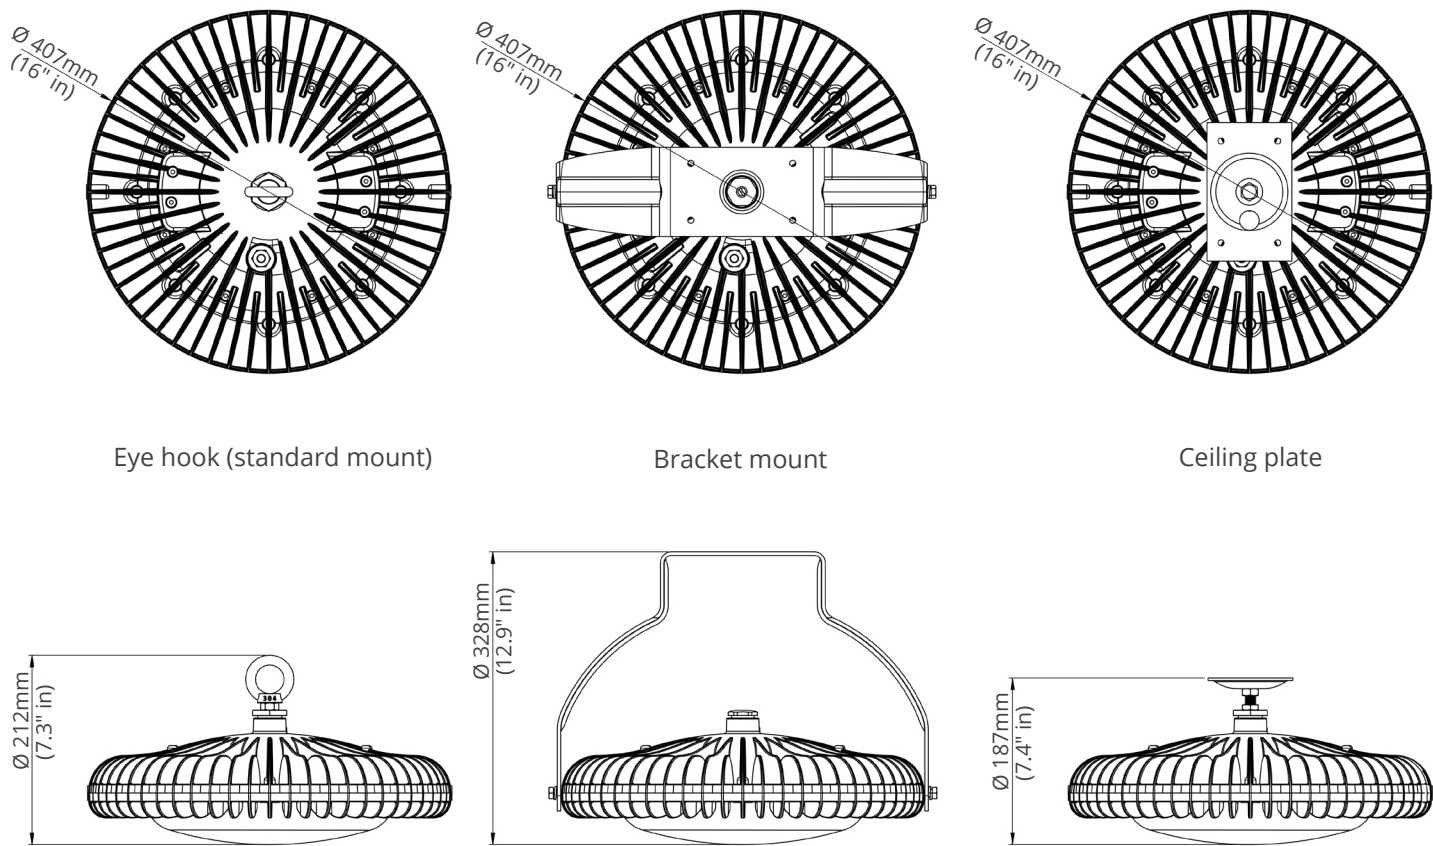 Ø 407mm
(16" in)
Ø 407mm
(16" in)
Ø 407mm
(16" in)
Eye hook (standard mount)
Bracket mount
Ceiling plate
Ø 212mm
(7.3" in)
304
Ø 328mm
(12.9" in)
Ø 187mm
(7.4" in)